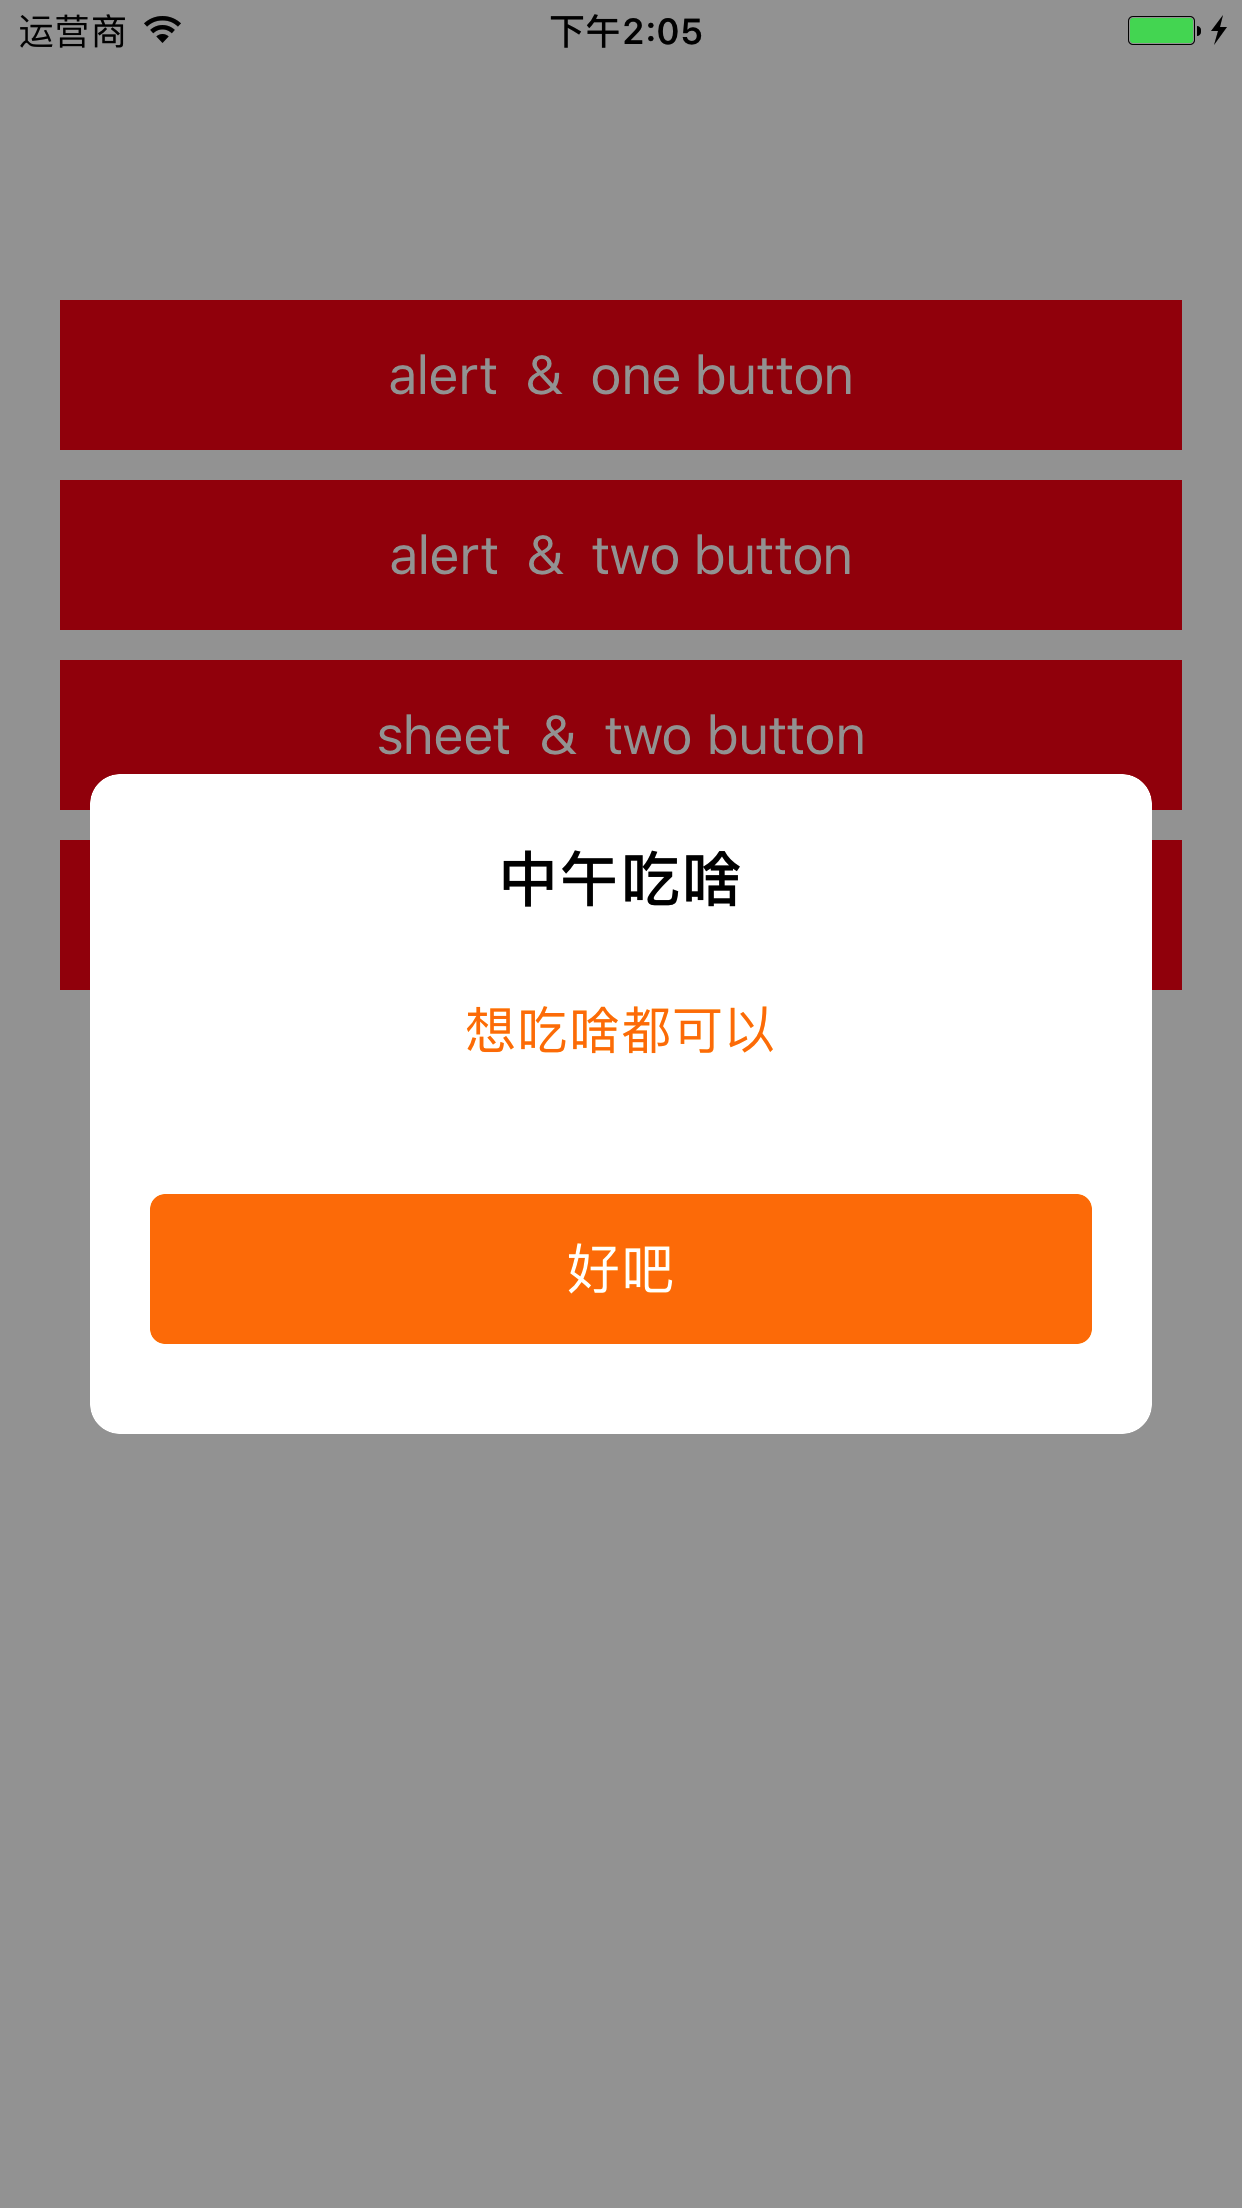 运营商 下午2:05
alert & one button
alert & two button
sheet & two button
中午吃啥
想吃啥都可以
好吧